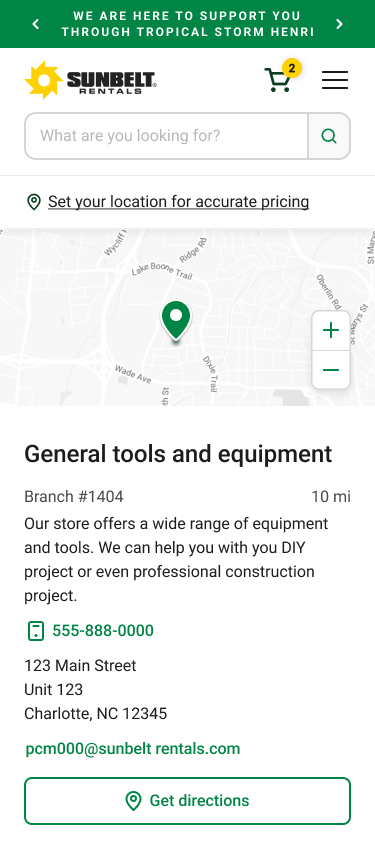 WE ARE HERE TO SUPPORT YOU
THROUGH TROPICAL STORM HENRI
SUNBELT®
RENTALS
2
What are you looking for?
Set your location for accurate pricing
Wycliff
Ridge Rd
Lake Boone Trail
Oberlin Rd
St Marys St
Wade Ave
Dixie Trail
th St
General tools and equipment
Branch #1404
10 mi
Our store offers a wide range of equipment
and tools. We can help you with you DIY
project or even professional construction
project.
555-888-0000
123 Main Street
Unit 123
Charlotte, NC 12345
pcm000@sunbelt rentals.com
Get directions